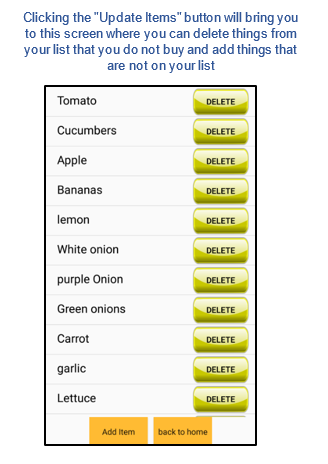 Clicking the "Update Items" button will bring you
to this screen where you can delete things from
your list that you do not buy and add things that
are not on your list
Tomato DELETE
Cucumbers DELETE
Apple DELETE
Bananas DELETE
lemon DELETE
White onion DELETE
purple Onion DELETE
Green onions DELETE
Carrot DELETE
garlic DELETE
Lettuce DELETE
Add Item back to home